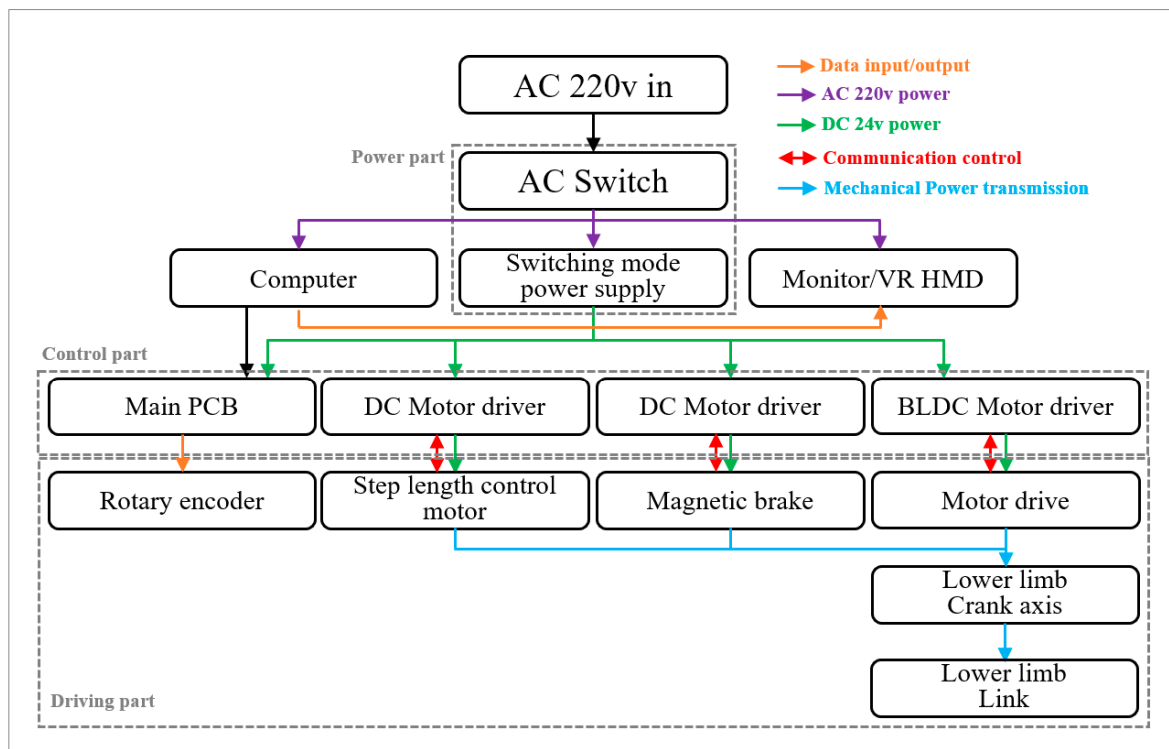 AC 220v in
Data input/output
AC 220v power
DC 24v power
Communication control
Mechanical Power transmission
Power part
AC Switch
Computer
Switching mode
power supply
Monitor/VR HMD
Control part
Main PCB
DC Motor driver
DC Motor driver
BLDC Motor driver
Rotary encoder
Step length control
motor
Magnetic brake
Motor drive
Lower limb
Crank axis
Lower limb
Link
Driving part